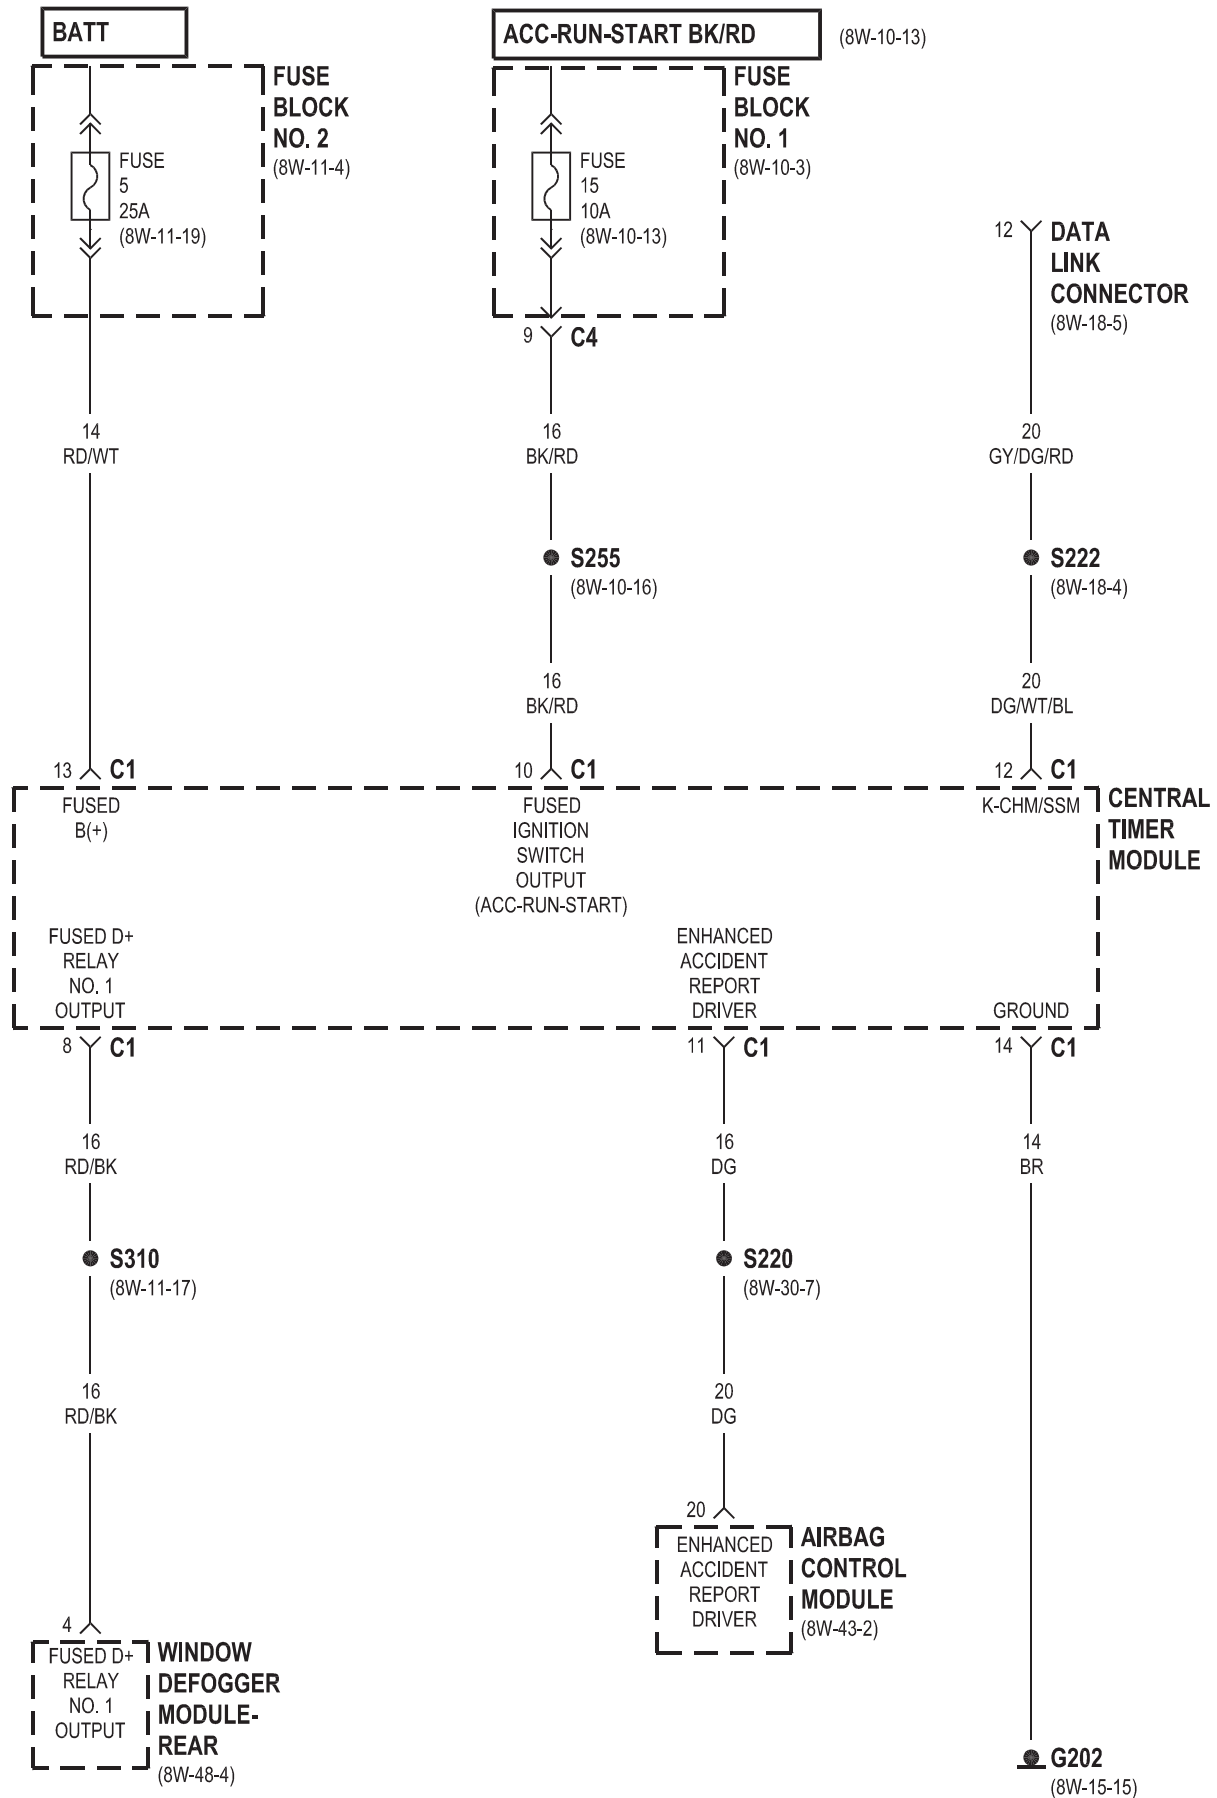 BATT
ACC-RUN-START BK/RD
(8W-10-13)
FUSE
BLOCK
NO. 2
(8W-11-4)
FUSE
5
25A
(8W-11-19)
FUSE
BLOCK
NO. 1
(8W-10-3)
FUSE
15
10A
(8W-10-13)
12
DATA
LINK
CONNECTOR
(8W-18-5)
9
C4
14
RD/WT
16
BK/RD
20
GY/DG/RD
S255
(8W-10-16)
S222
(8W-18-4)
16
BK/RD
20
DG/WT/BL
13
C1
10
C1
12
C1
FUSED
B(+)
FUSED
IGNITION
SWITCH
OUTPUT
(ACC-RUN-START)
K-CHM/SSM
CENTRAL
TIMER
MODULE
FUSED D+
RELAY
NO. 1
OUTPUT
ENHANCED
ACCIDENT
REPORT
DRIVER
GROUND
8
C1
11
C1
14
C1
16
RD/BK
16
DG
14
BR
S310
(8W-11-17)
S220
(8W-30-7)
16
RD/BK
20
DG
20
ENHANCED
ACCIDENT
REPORT
DRIVER
AIRBAG
CONTROL
MODULE
(8W-43-2)
4
FUSED D+
RELAY
NO. 1
OUTPUT
WINDOW
DEFOGGER
MODULE-
REAR
(8W-48-4)
G202
(8W-15-15)